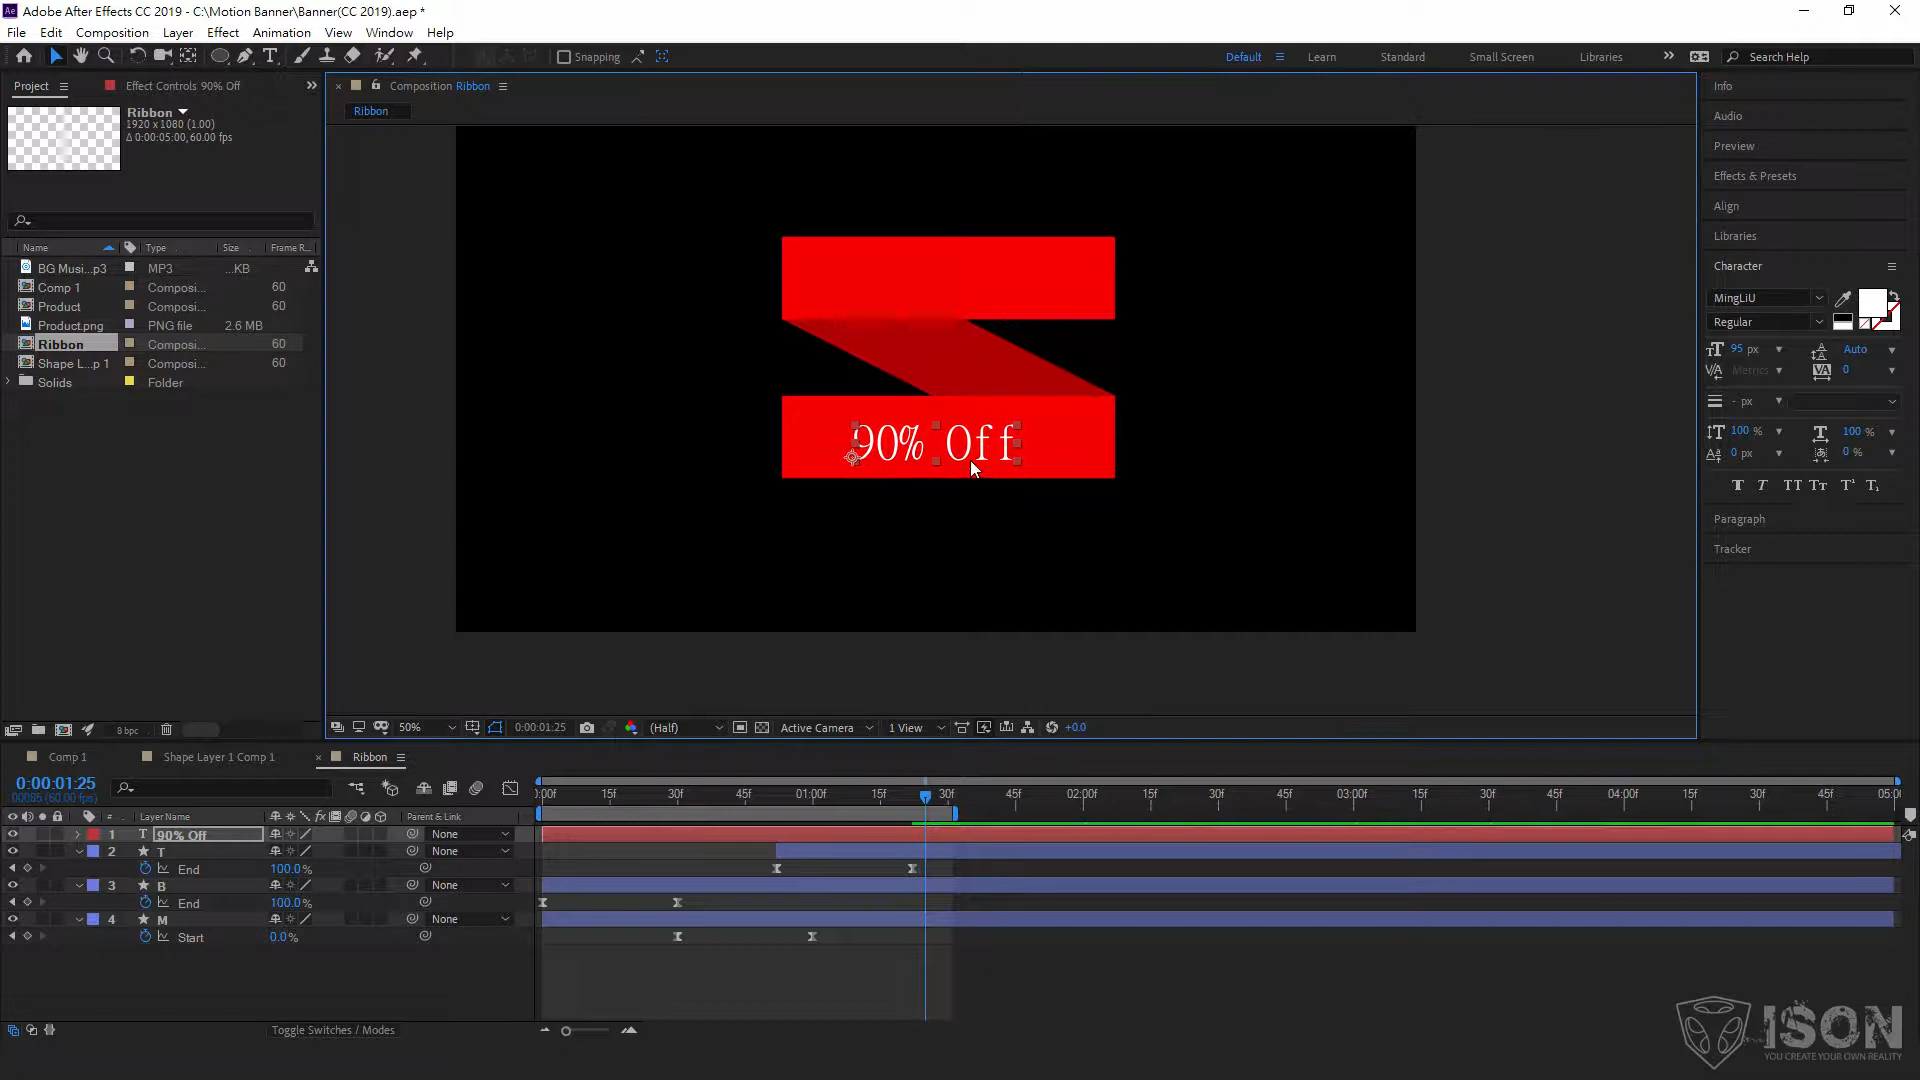 Adobe After Effects CC 2019 - C:\Motion Banner\Banner(CC 2019).aep *
File Edit Composition Layer Effect Animation View Window Help
Snapping Default Learn Standard Small Screen Libraries Search Help
Project Effect Controls 90% Off
Composition Ribbon
Ribbon
Ribbon
1920 x 1080 (1.00)
Δ 0:00:05:00, 60.00 fps
Name Type Size Frame R...
BG Musi...p3 MP3 ...KB
Comp 1 Composi... 60
Product Composi... 60
Product.png PNG file 2.6 MB
Ribbon Composi... 60
Shape L...p 1 Composi... 60
Solids Folder
8 bpc
90% Off
50% 0:00:01:25 (Half) Active Camera 1 View +0.0
Info
Audio
Preview
Effects & Presets
Align
Libraries
Character
MingLiU
Regular
95 px Auto
Metrics 0
- px
100 % 100 %
0 px 0 %
T T TT Tt T¹ T₁
Paragraph
Tracker
Comp 1 Shape Layer 1 Comp 1 Ribbon
0:00:01:25
00085 (60.00 fps)
:00f 15f 30f 45f 01:00f 15f 30f 45f 02:00f 15f 30f 45f 03:00f 15f 30f 45f 04:00f 15f 30f 45f 05:0
# Layer Name fx Parent & Link
1 T 90% Off None
2 T None
End 100.0%
3 B None
End 100.0%
4 M None
Start 0.0%
Toggle Switches / Modes
ISON
YOU CREATE YOUR OWN REALITY